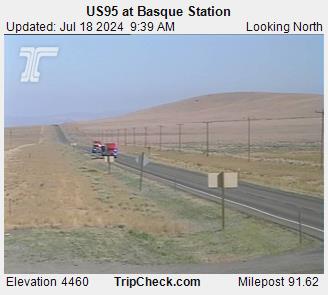 US95 at Basque Station
Updated: Jul 18 2024 9:39 AM Looking North
Elevation 4460 TripCheck.com Milepost 91.62